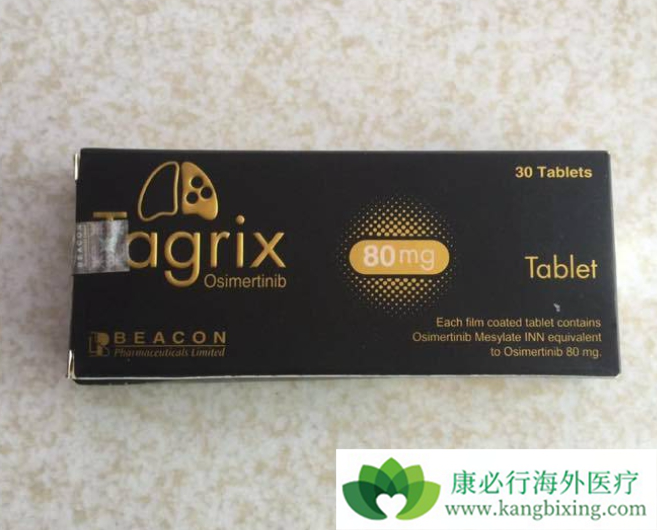 30 Tablets
Tagrix
Osimertinib
80mg
Tablet
BEACON
BEACON
Pharmaceuticals Limited
Each film coated tablet contains
Osimertinib Mesylate INN equivalent
to Osimertinib 80 mg.
康必行海外医疗
www.kangbixing.com